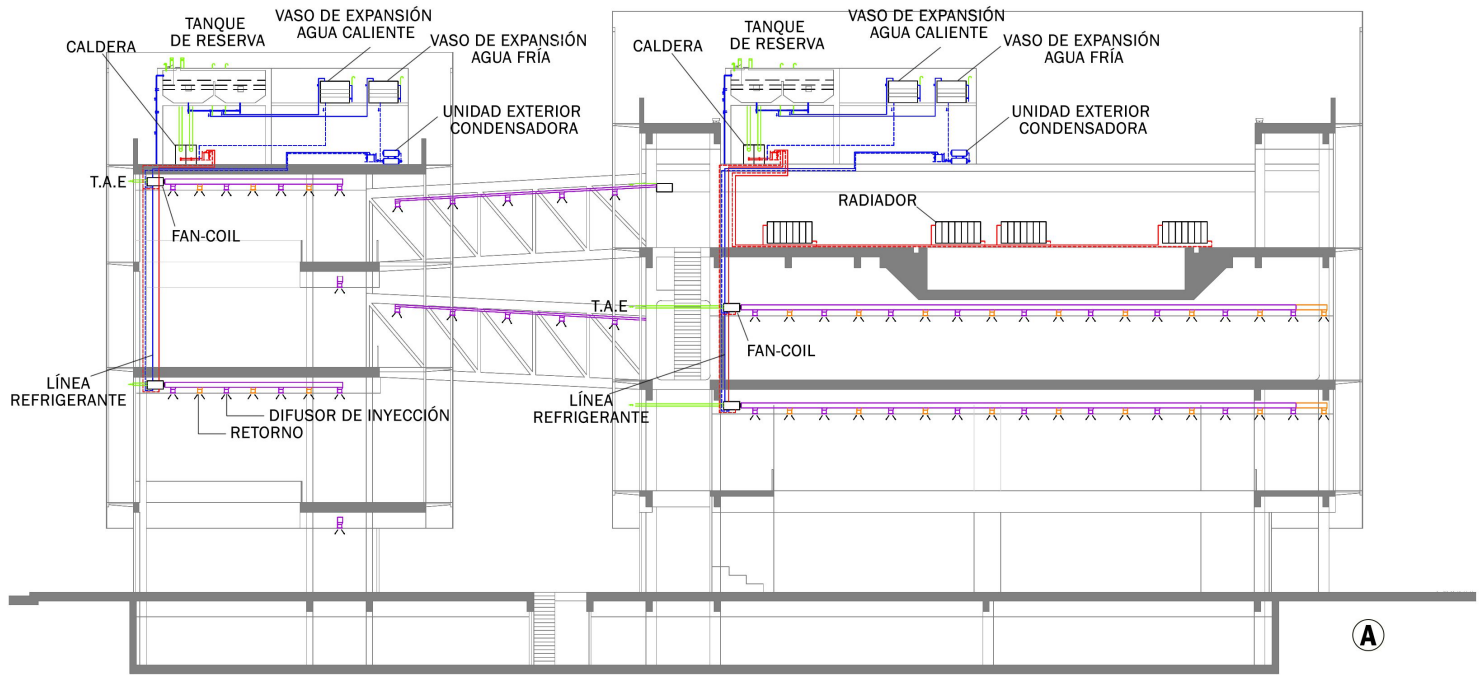 CALDERA
TANQUE
DE RESERVA
VASO DE EXPANSIÓN
AGUA CALIENTE
VASO DE EXPANSIÓN
AGUA FRÍA
UNIDAD EXTERIOR
CONDENSADORA
T.A.E
FAN-COIL
LÍNEA
REFRIGERANTE
DIFUSOR DE INYECCIÓN
RETORNO
CALDERA
TANQUE
DE RESERVA
VASO DE EXPANSIÓN
AGUA CALIENTE
VASO DE EXPANSIÓN
AGUA FRÍA
UNIDAD EXTERIOR
CONDENSADORA
RADIADOR
T.A.E
FAN-COIL
LÍNEA
REFRIGERANTE
A